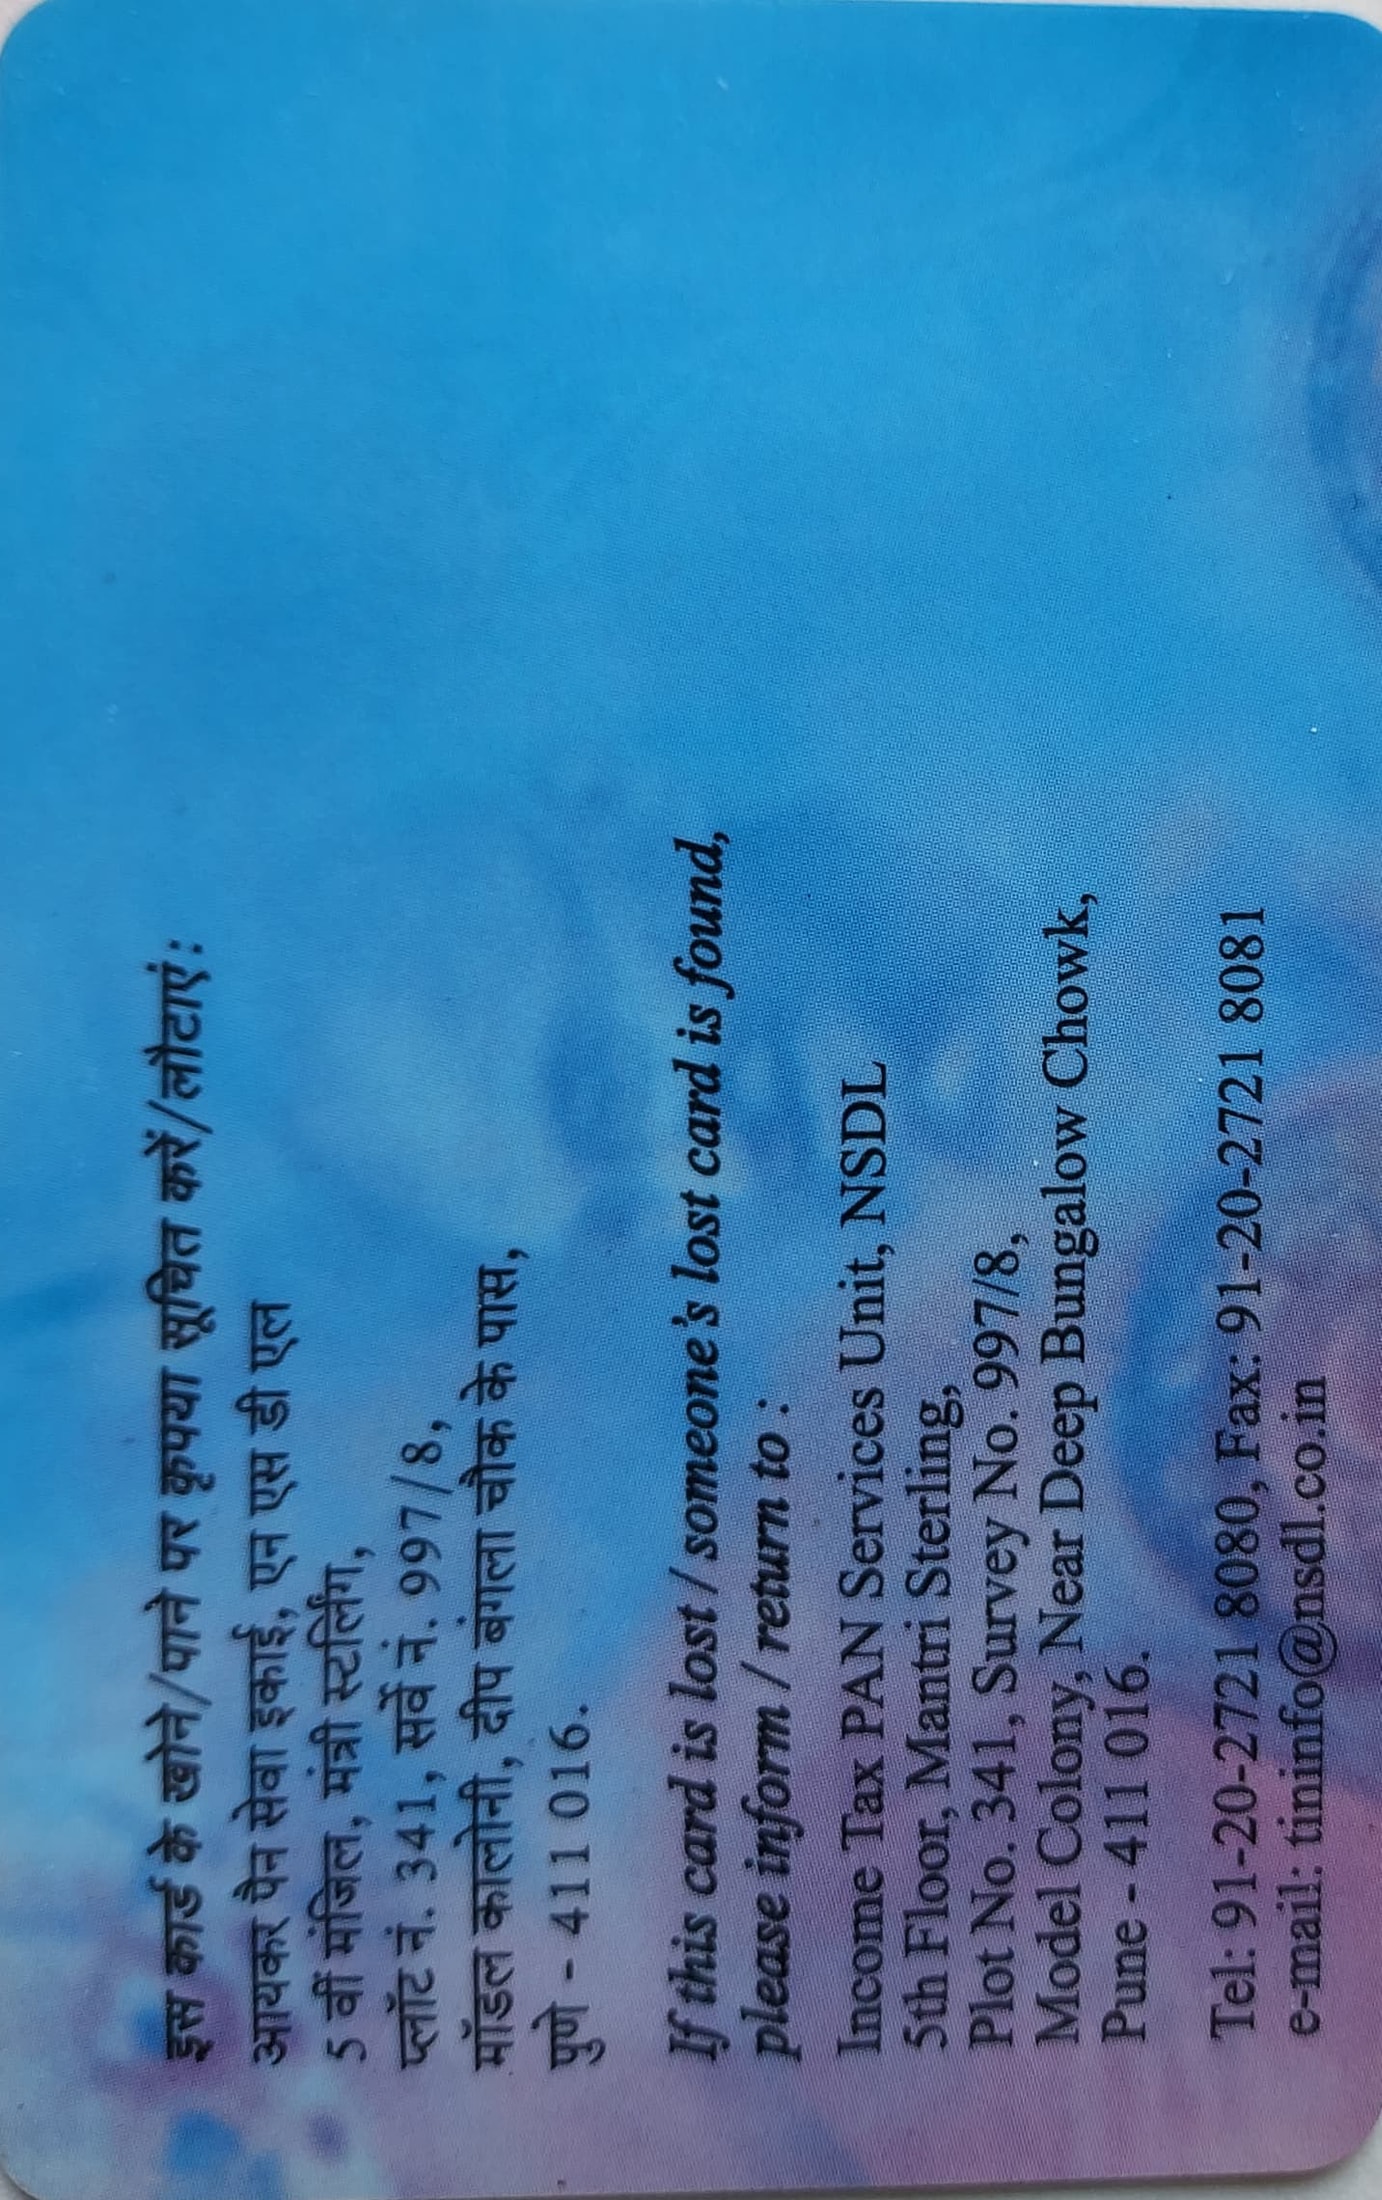 इस कार्ड के खोने/पाने पर कृपया सूचित करें/लौटाएं:
आयकर पैन सेवा इकाई, एन एस डी एल
5 वीं मंजिल, मंत्री स्टर्लिंग,
प्लॉट नं. 341, सर्वे नं. 997/8,
मॉडल कालोनी, दीप बंगला चौक के पास,
पुणे - 411 016.
If this card is lost / someone's lost card is found,
please inform / return to :
Income Tax PAN Services Unit, NSDL
5th Floor, Mantri Sterling,
Plot No. 341, Survey No. 997/8,
Model Colony, Near Deep Bungalow Chowk,
Pune - 411 016.
Tel: 91-20-2721 8080, Fax: 91-20-2721 8081
e-mail: tininfo@nsdl.co.in